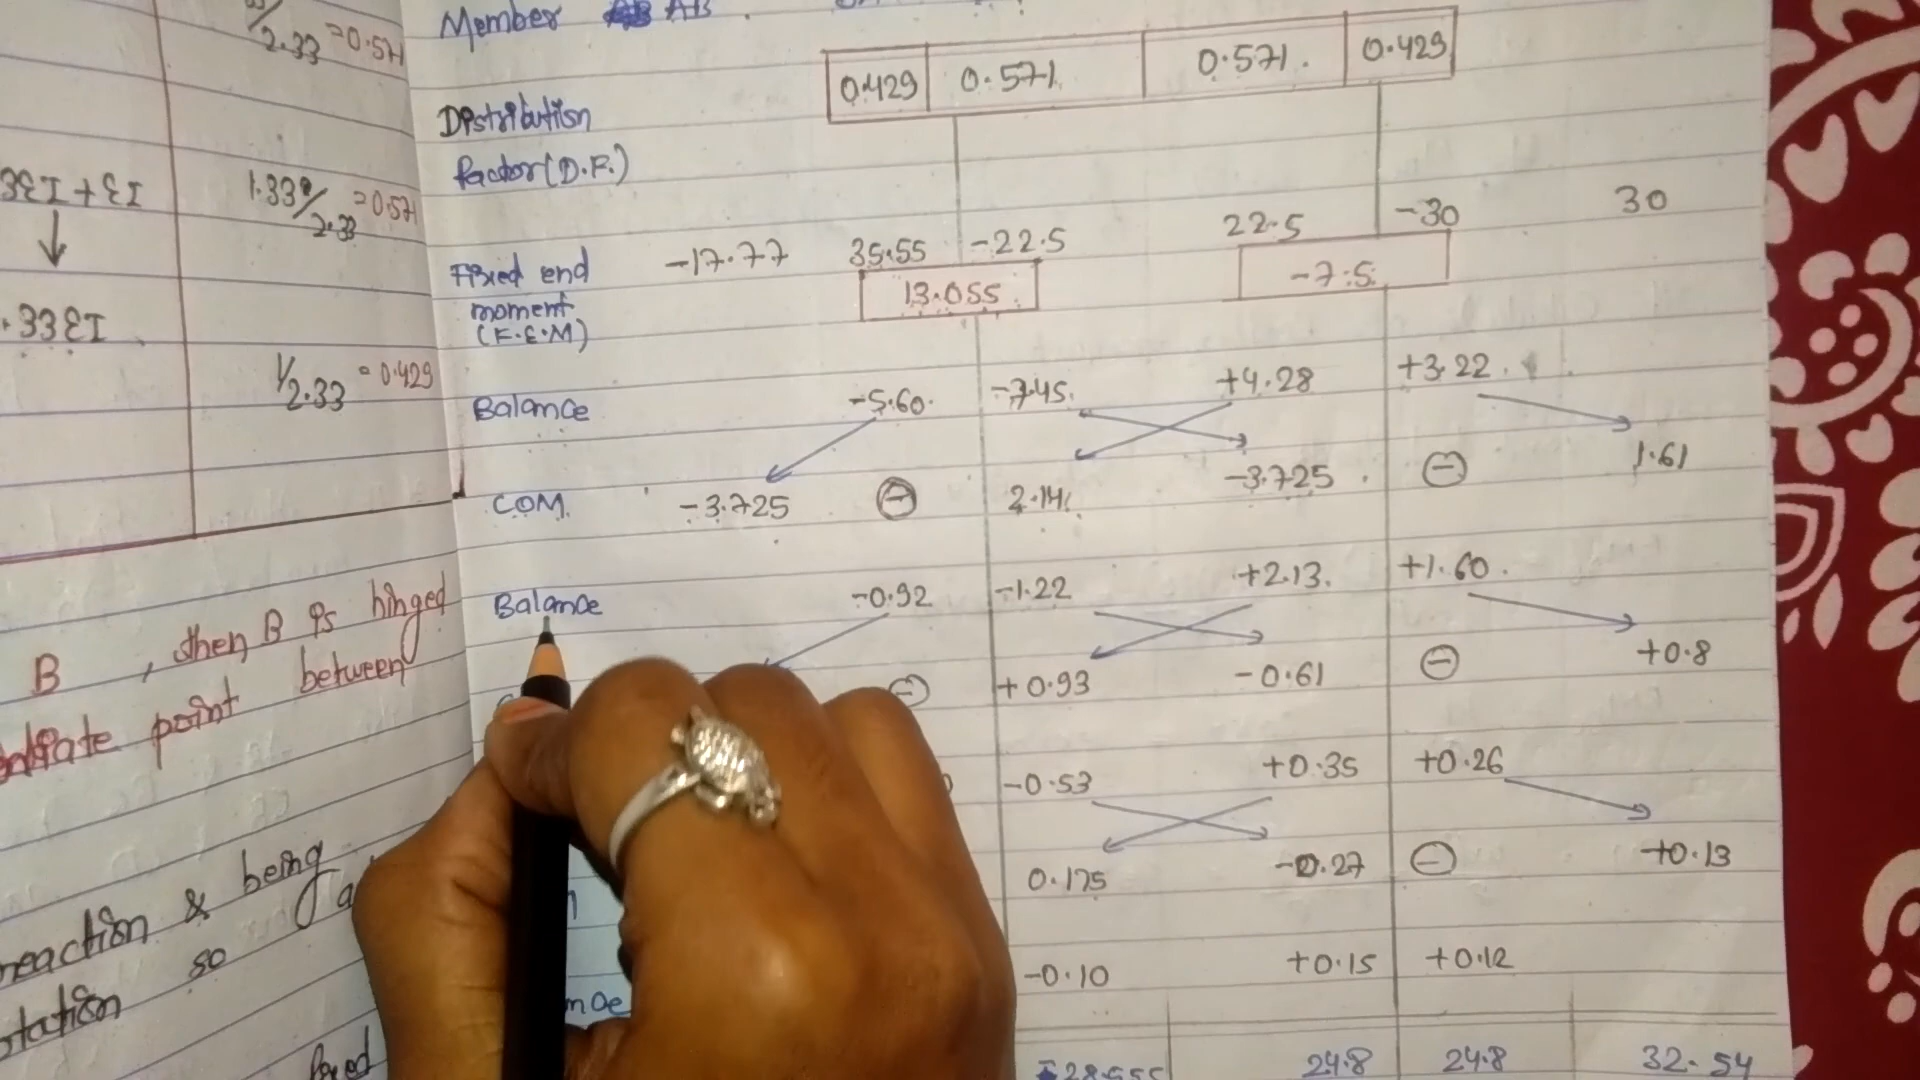 2.33 =0.571
3EI + EI
1.33/2.33 =0.571
.33EI
1/2.33 = 0.429
B , then B is hinged
point between
reaction & being
so
fixed
Member AB
0.429 0.571 0.571. 0.429
Distribution
factor (D.F.)
Fixed end -17.77 35.55 -22.5 22.5 -30 30
moment 13.055 -7.5
(F.E.M)
Balance -5.60. -7.45. +4.28 +3.22.
COM. -3.725 - 2.14 -3.725 - 1.61
Balance -0.92 -1.22 +2.13. +1.60.
- +0.93 -0.61 - +0.8
-0.53 +0.35 +0.26
0.175 -0.27 - +0.13
-0.10 +0.15 +0.12
24.8 24.8 32.54